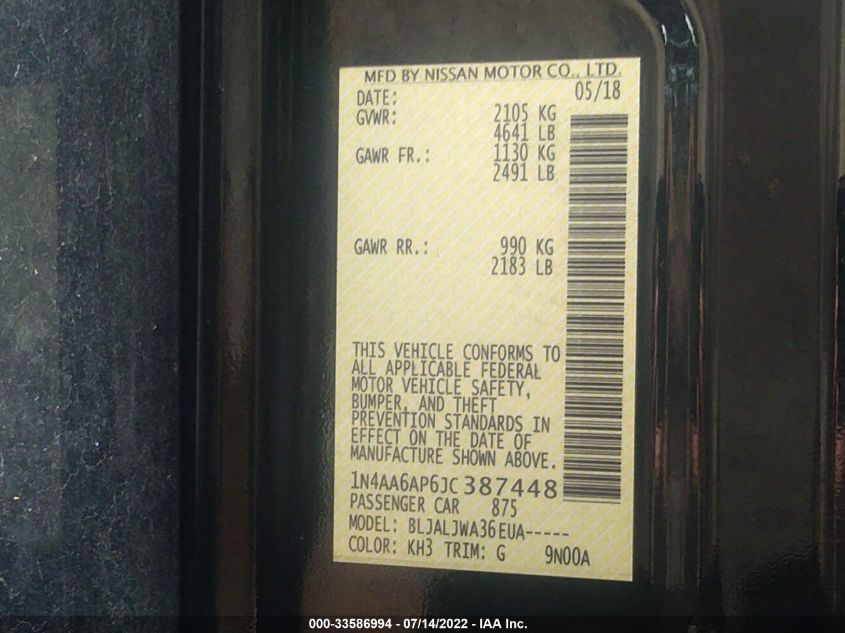 MFD BY NISSAN MOTOR CO., LTD.
DATE: 05/18
GVWR: 2105 KG
4641 LB
GAWR FR.: 1130 KG
2491 LB
GAWR RR.: 990 KG
2183 LB
THIS VEHICLE CONFORMS TO
ALL APPLICABLE FEDERAL
MOTOR VEHICLE SAFETY,
BUMPER, AND THEFT
PREVENTION STANDARDS IN
EFFECT ON THE DATE OF
MANUFACTURE SHOWN ABOVE.
1N4AA6AP6JC387448
PASSENGER CAR 875
MODEL: BLJALJWA36EUA-----
COLOR: KH3 TRIM: G 9N00A
000-33586994 - 07/14/2022 - IAA Inc.